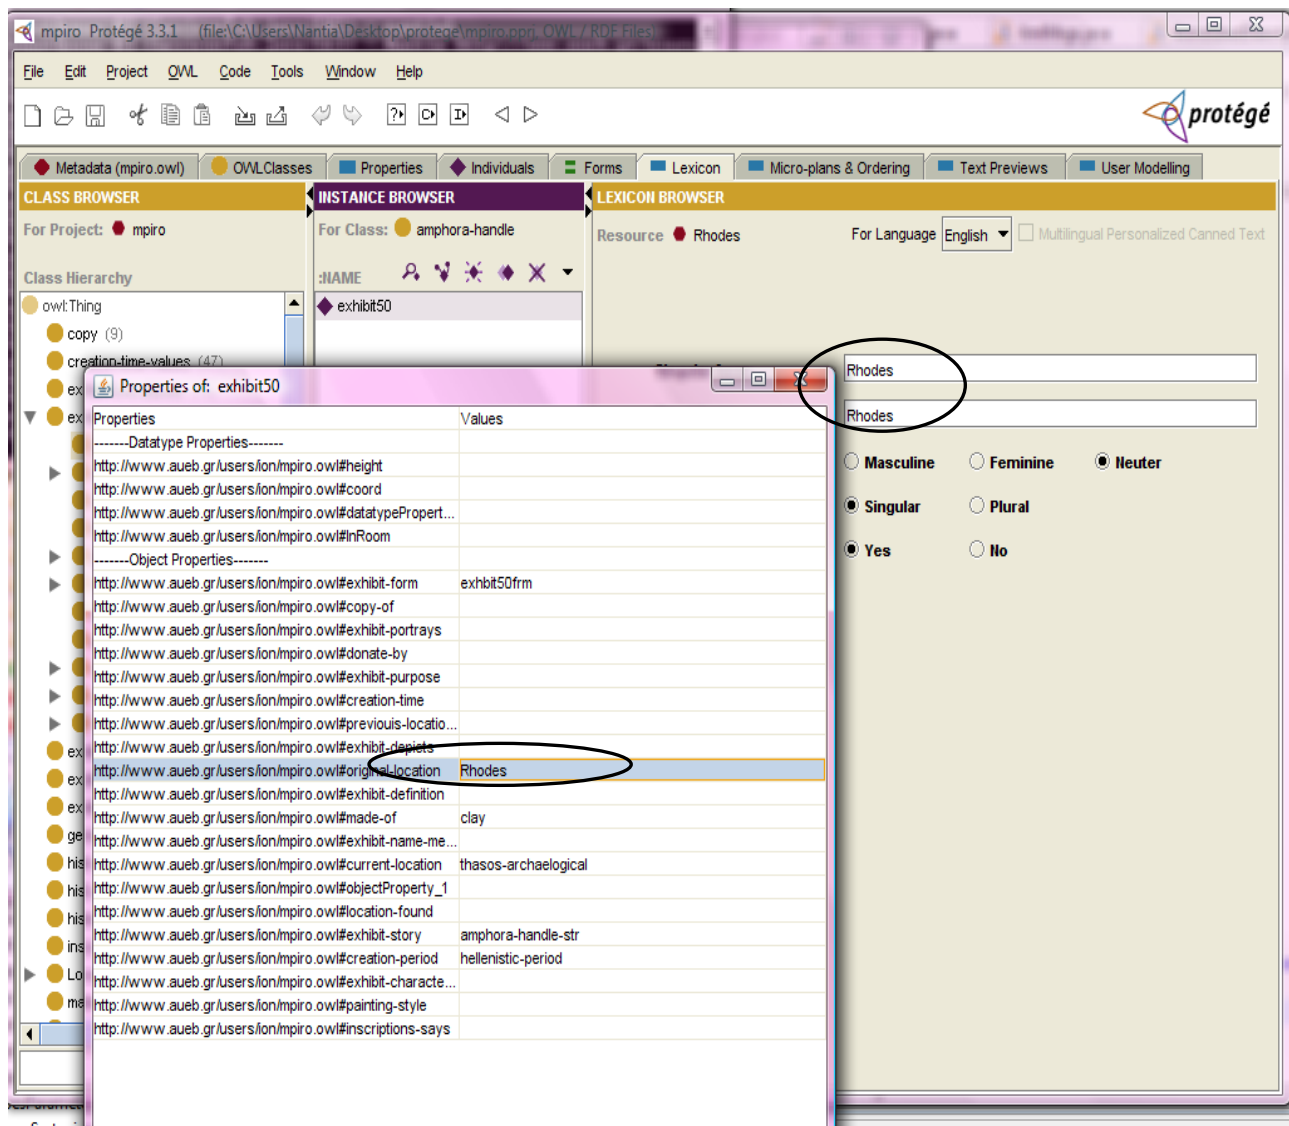 mpiro Protégé 3.3.1 (file:\C:\Users\Nantia\Desktop\protege\mpiro.pprj, OWL / RDF Files)
File Edit Project OWL Code Tools Window Help
protégé
Metadata (mpiro.owl) OWLClasses Properties Individuals Forms Lexicon Micro-plans & Ordering Text Previews User Modelling
CLASS BROWSER INSTANCE BROWSER LEXICON BROWSER
For Project: mpiro For Class: amphora-handle Resource Rhodes For Language English Multilingual Personalized Canned Text
Class Hierarchy :NAME
owl:Thing exhibit50
copy (9)
creation-time-values (47)
Rhodes
Rhodes
Masculine Feminine Neuter
Singular Plural
Yes No
Properties of: exhibit50
Properties Values
-------Datatype Properties-------
http://www.aueb.gr/users/ion/mpiro.owl#height
http://www.aueb.gr/users/ion/mpiro.owl#coord
http://www.aueb.gr/users/ion/mpiro.owl#datatypePropert...
http://www.aueb.gr/users/ion/mpiro.owl#InRoom
-------Object Properties-------
http://www.aueb.gr/users/ion/mpiro.owl#exhibit-form exhbit50frm
http://www.aueb.gr/users/ion/mpiro.owl#copy-of
http://www.aueb.gr/users/ion/mpiro.owl#exhibit-portrays
http://www.aueb.gr/users/ion/mpiro.owl#donate-by
http://www.aueb.gr/users/ion/mpiro.owl#exhibit-purpose
http://www.aueb.gr/users/ion/mpiro.owl#creation-time
http://www.aueb.gr/users/ion/mpiro.owl#previouis-locatio...
http://www.aueb.gr/users/ion/mpiro.owl#exhibit-depicts
http://www.aueb.gr/users/ion/mpiro.owl#original-location Rhodes
http://www.aueb.gr/users/ion/mpiro.owl#exhibit-definition
http://www.aueb.gr/users/ion/mpiro.owl#made-of clay
http://www.aueb.gr/users/ion/mpiro.owl#exhibit-name-me...
http://www.aueb.gr/users/ion/mpiro.owl#current-location thasos-archaelogical
http://www.aueb.gr/users/ion/mpiro.owl#objectProperty_1
http://www.aueb.gr/users/ion/mpiro.owl#location-found
http://www.aueb.gr/users/ion/mpiro.owl#exhibit-story amphora-handle-str
http://www.aueb.gr/users/ion/mpiro.owl#creation-period hellenistic-period
http://www.aueb.gr/users/ion/mpiro.owl#exhibit-characte...
http://www.aueb.gr/users/ion/mpiro.owl#painting-style
http://www.aueb.gr/users/ion/mpiro.owl#inscriptions-says